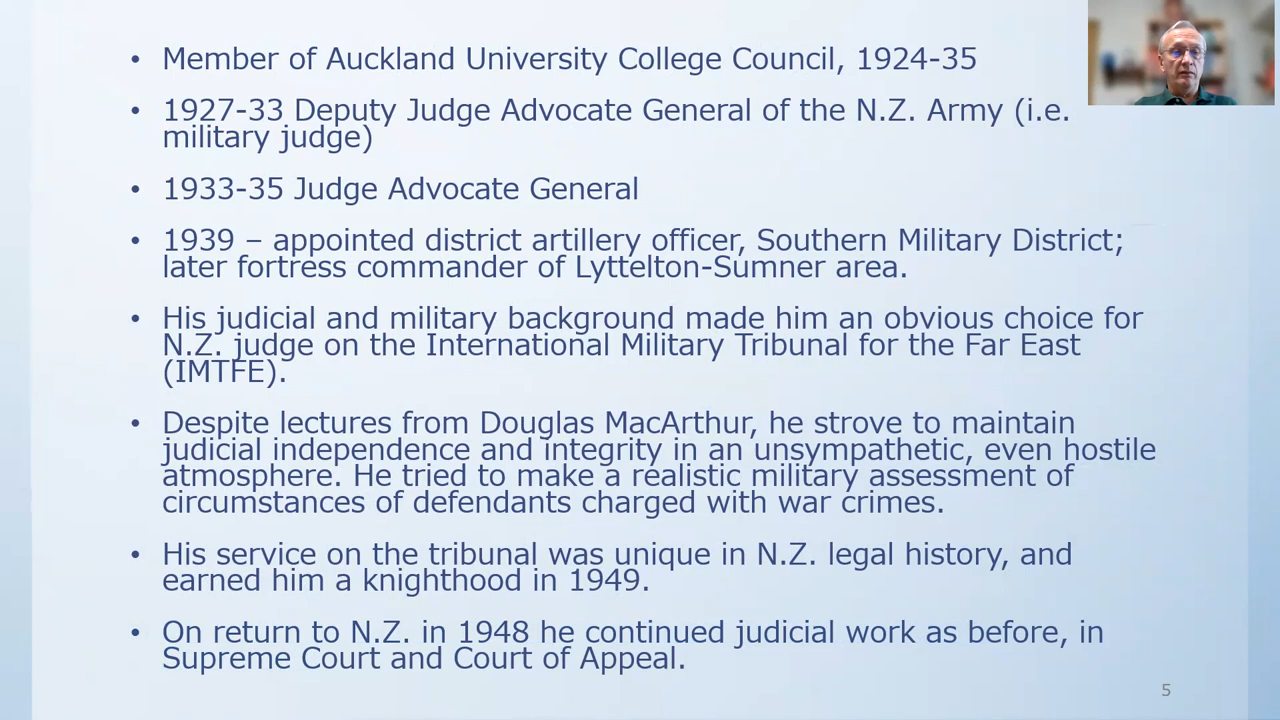 • Member of Auckland University College Council, 1924-35
• 1927-33 Deputy Judge Advocate General of the N.Z. Army (i.e.
military judge)
• 1933-35 Judge Advocate General
• 1939 – appointed district artillery officer, Southern Military District;
later fortress commander of Lyttelton-Sumner area.
• His judicial and military background made him an obvious choice for
N.Z. judge on the International Military Tribunal for the Far East
(IMTFE).
• Despite lectures from Douglas MacArthur, he strove to maintain
judicial independence and integrity in an unsympathetic, even hostile
atmosphere. He tried to make a realistic military assessment of
circumstances of defendants charged with war crimes.
• His service on the tribunal was unique in N.Z. legal history, and
earned him a knighthood in 1949.
• On return to N.Z. in 1948 he continued judicial work as before, in
Supreme Court and Court of Appeal.
5